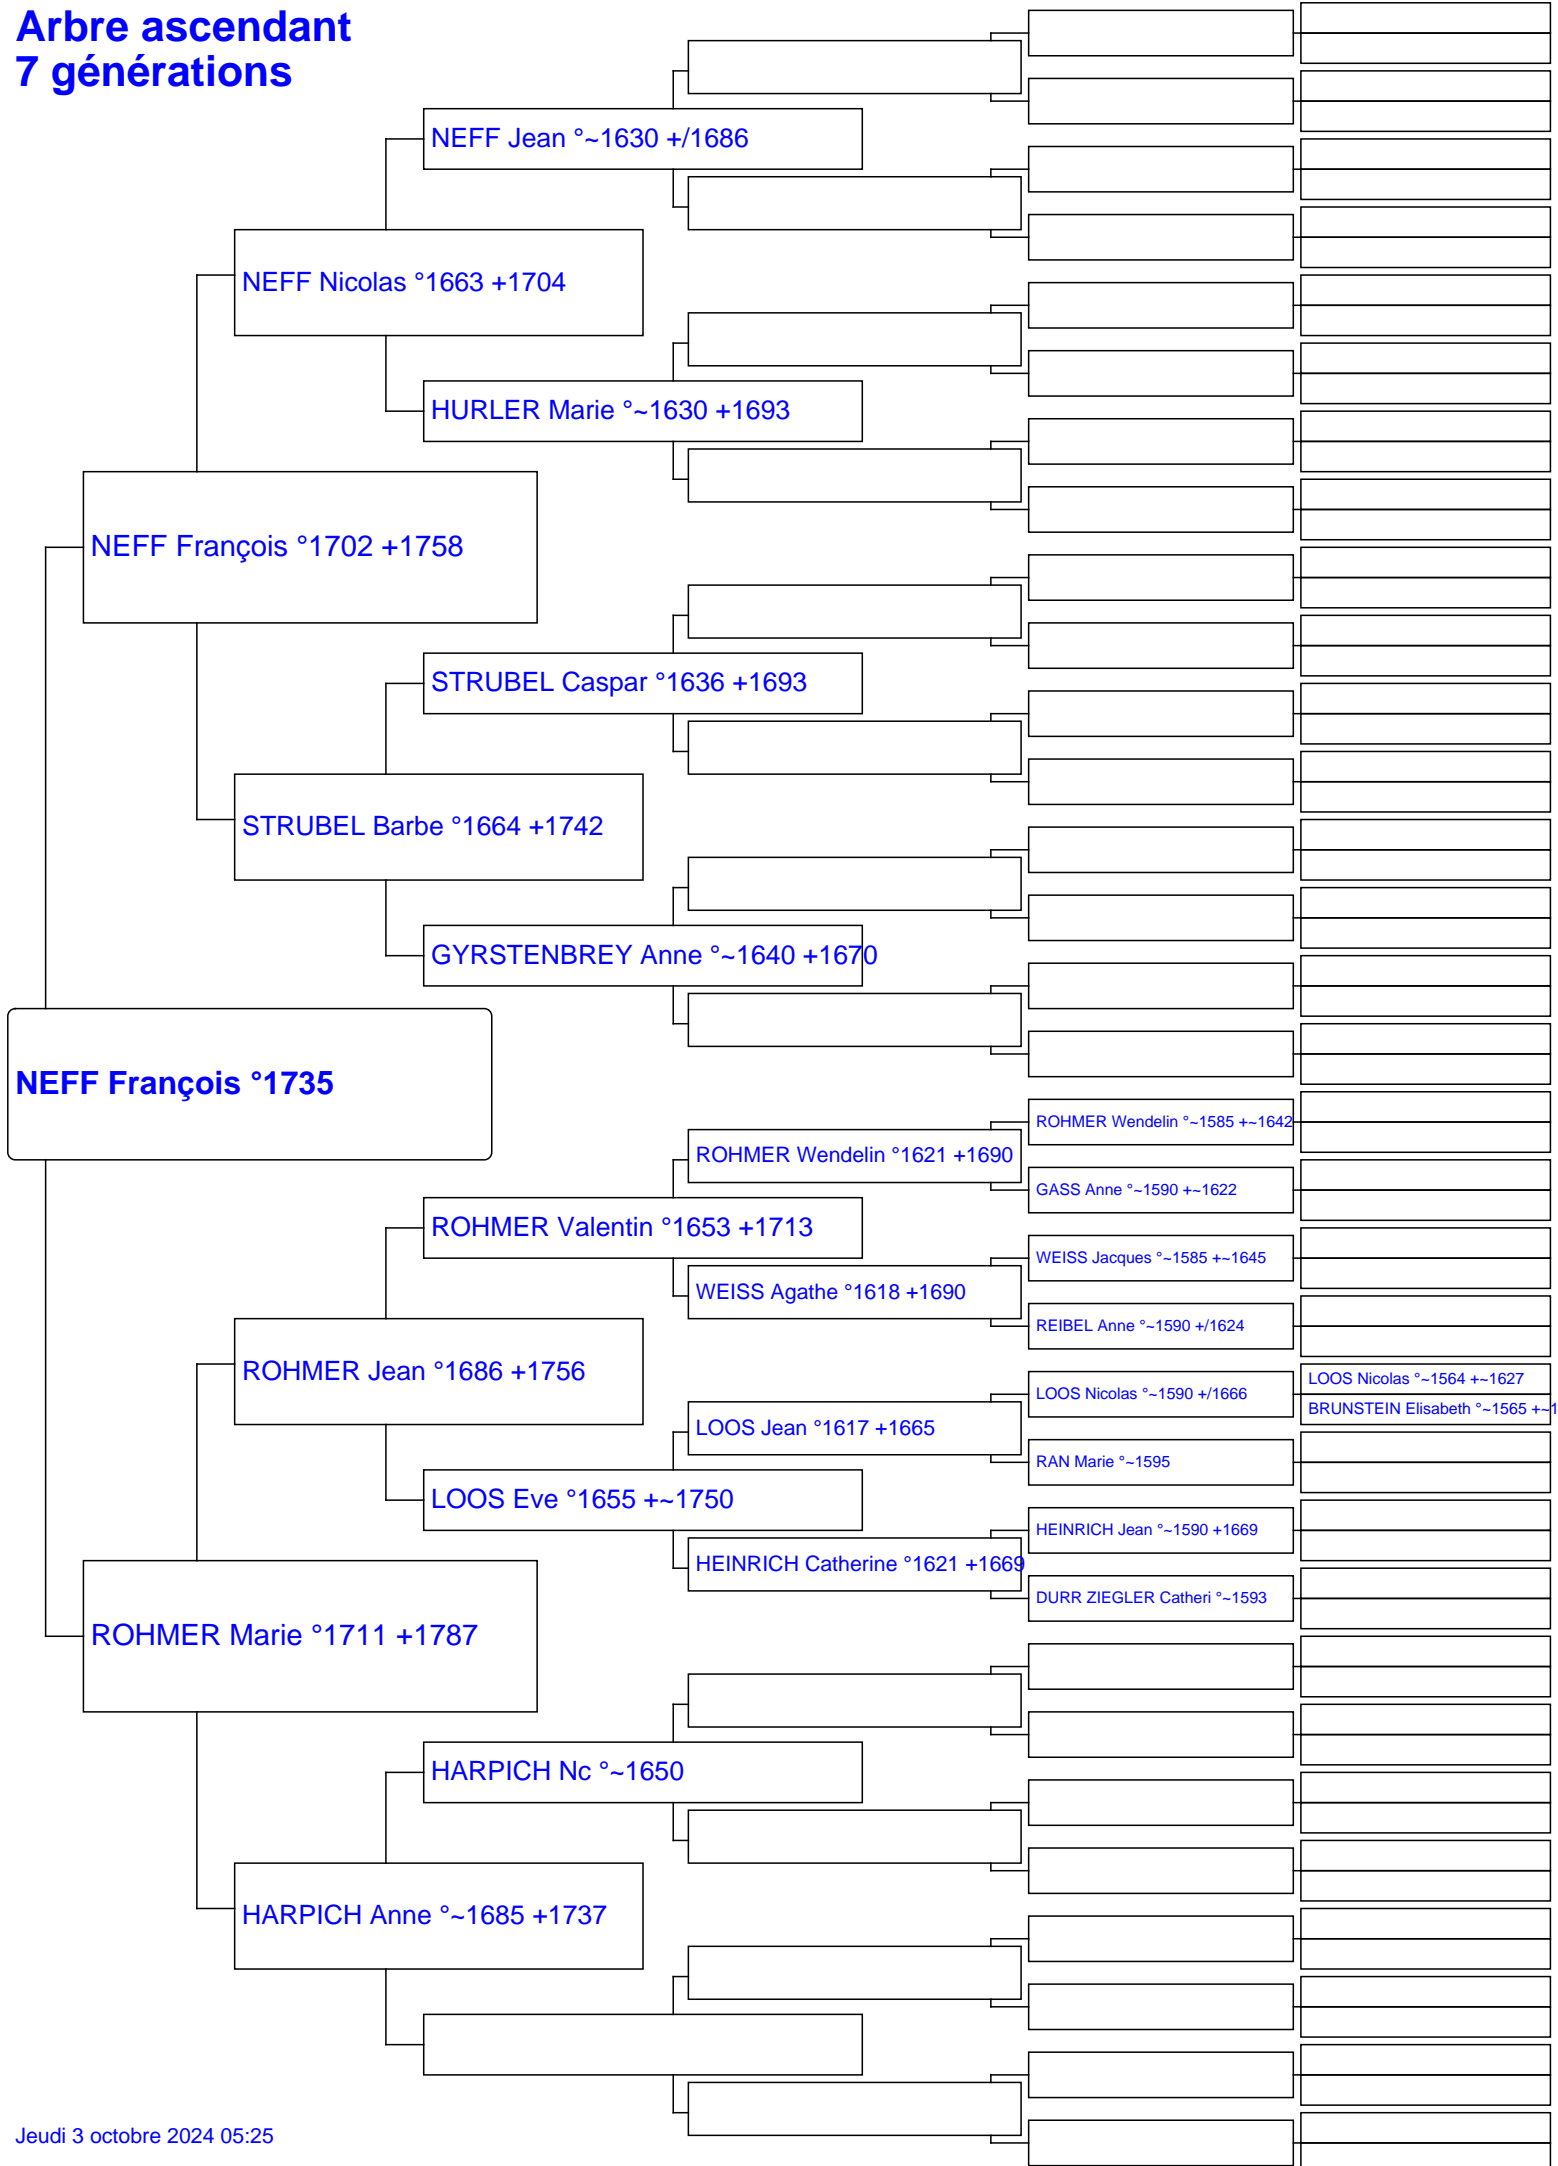 Arbre ascendant
7 générations
NEFF Jean °~1630 +/1686
NEFF Nicolas °1663 +1704
HURLER Marie °~1630 +1693
NEFF François °1702 +1758
STRUBEL Caspar °1636 +1693
STRUBEL Barbe °1664 +1742
GYRSTENBREY Anne °~1640 +1670
NEFF François °1735
ROHMER Wendelin °~1585 +~1642
ROHMER Wendelin °1621 +1690
GASS Anne °~1590 +~1622
ROHMER Valentin °1653 +1713
WEISS Jacques °~1585 +~1645
WEISS Agathe °1618 +1690
REIBEL Anne °~1590 +/1624
ROHMER Jean °1686 +1756
LOOS Nicolas °~1564 +~1627
LOOS Nicolas °~1590 +/1666
BRUNSTEIN Elisabeth °~1565 +~1
LOOS Jean °1617 +1665
RAN Marie °~1595
LOOS Eve °1655 +~1750
HEINRICH Jean °~1590 +1669
HEINRICH Catherine °1621 +1669
DURR ZIEGLER Catheri °~1593
ROHMER Marie °1711 +1787
HARPICH Nc °~1650
HARPICH Anne °~1685 +1737
Jeudi 3 octobre 2024 05:25